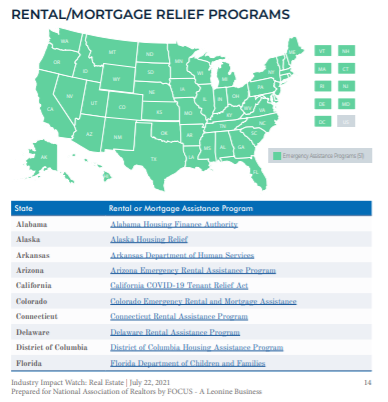 RENTAL/MORTGAGE RELIEF PROGRAMS
WA
MT
ND
OR
ID
WY
SD
NE
NV
UT
CO
KS
CA
AZ
NM
OK
TX
MN
IA
MO
AR
LA
WI
IL
IN
OH
KY
TN
MS
AL
GA
FL
SC
NC
VA
WV
PA
NY
ME
AK
HI
VT NH
MA CT
RI NJ
DE MD
DC
Emergency Assistance Programs (51)
State Rental or Mortgage Assistance Program
Alabama Alabama Housing Finance Authority
Alaska Alaska Housing Relief
Arkansas Arkansas Department of Human Services
Arizona Arizona Emergency Rental Assistance Program
California California COVID-19 Tenant Relief Act
Colorado Colorado Emergency Rental and Mortgage Assistance
Connecticut Connecticut Rental Assistance Program
Delaware Delaware Rental Assistance Program
District of Columbia District of Columbia Housing Assistance Program
Florida Florida Department of Children and Families
Industry Impact Watch: Real Estate | July 22, 2021 14
Prepared for National Association of Realtors by FOCUS - A Leonine Business